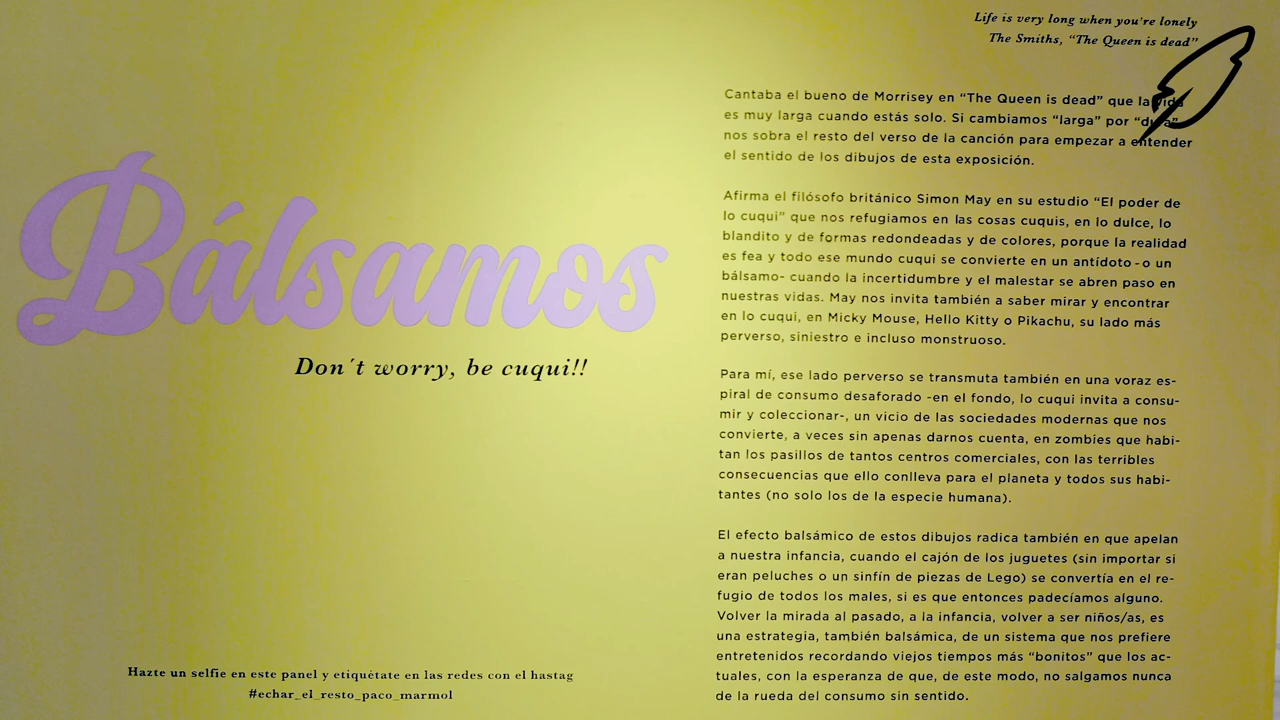 Life is very long when you're lonely
The Smiths, “The Queen is dead”
Bálsamos
Don´t worry, be cuqui!!
Hazte un selfie en este panel y etiquétate en las redes con el hastag
#echar_el_resto_paco_marmol
Cantaba el bueno de Morrisey en “The Queen is dead” que la vida
es muy larga cuando estás solo. Si cambiamos “larga” por “dura”
nos sobra el resto del verso de la canción para empezar a entender
el sentido de los dibujos de esta exposición.
Afirma el filósofo británico Simon May en su estudio “El poder de
lo cuqui” que nos refugiamos en las cosas cuquis, en lo dulce, lo
blandito y de formas redondeadas y de colores, porque la realidad
es fea y todo ese mundo cuqui se convierte en un antídoto -o un
bálsamo- cuando la incertidumbre y el malestar se abren paso en
nuestras vidas. May nos invita también a saber mirar y encontrar
en lo cuqui, en Micky Mouse, Hello Kitty o Pikachu, su lado más
perverso, siniestro e incluso monstruoso.
Para mí, ese lado perverso se transmuta también en una voraz es-
piral de consumo desaforado -en el fondo, lo cuqui invita a consu-
mir y coleccionar-, un vicio de las sociedades modernas que nos
convierte, a veces sin apenas darnos cuenta, en zombies que habi-
tan los pasillos de tantos centros comerciales, con las terribles
consecuencias que ello conlleva para el planeta y todos sus habi-
tantes (no solo los de la especie humana).
El efecto balsámico de estos dibujos radica también en que apelan
a nuestra infancia, cuando el cajón de los juguetes (sin importar si
eran peluches o un sinfín de piezas de Lego) se convertía en el re-
fugio de todos los males, si es que entonces padecíamos alguno.
Volver la mirada al pasado, a la infancia, volver a ser niños/as, es
una estrategia, también balsámica, de un sistema que nos prefiere
entretenidos recordando viejos tiempos más “bonitos” que los ac-
tuales, con la esperanza de que, de este modo, no salgamos nunca
de la rueda del consumo sin sentido.